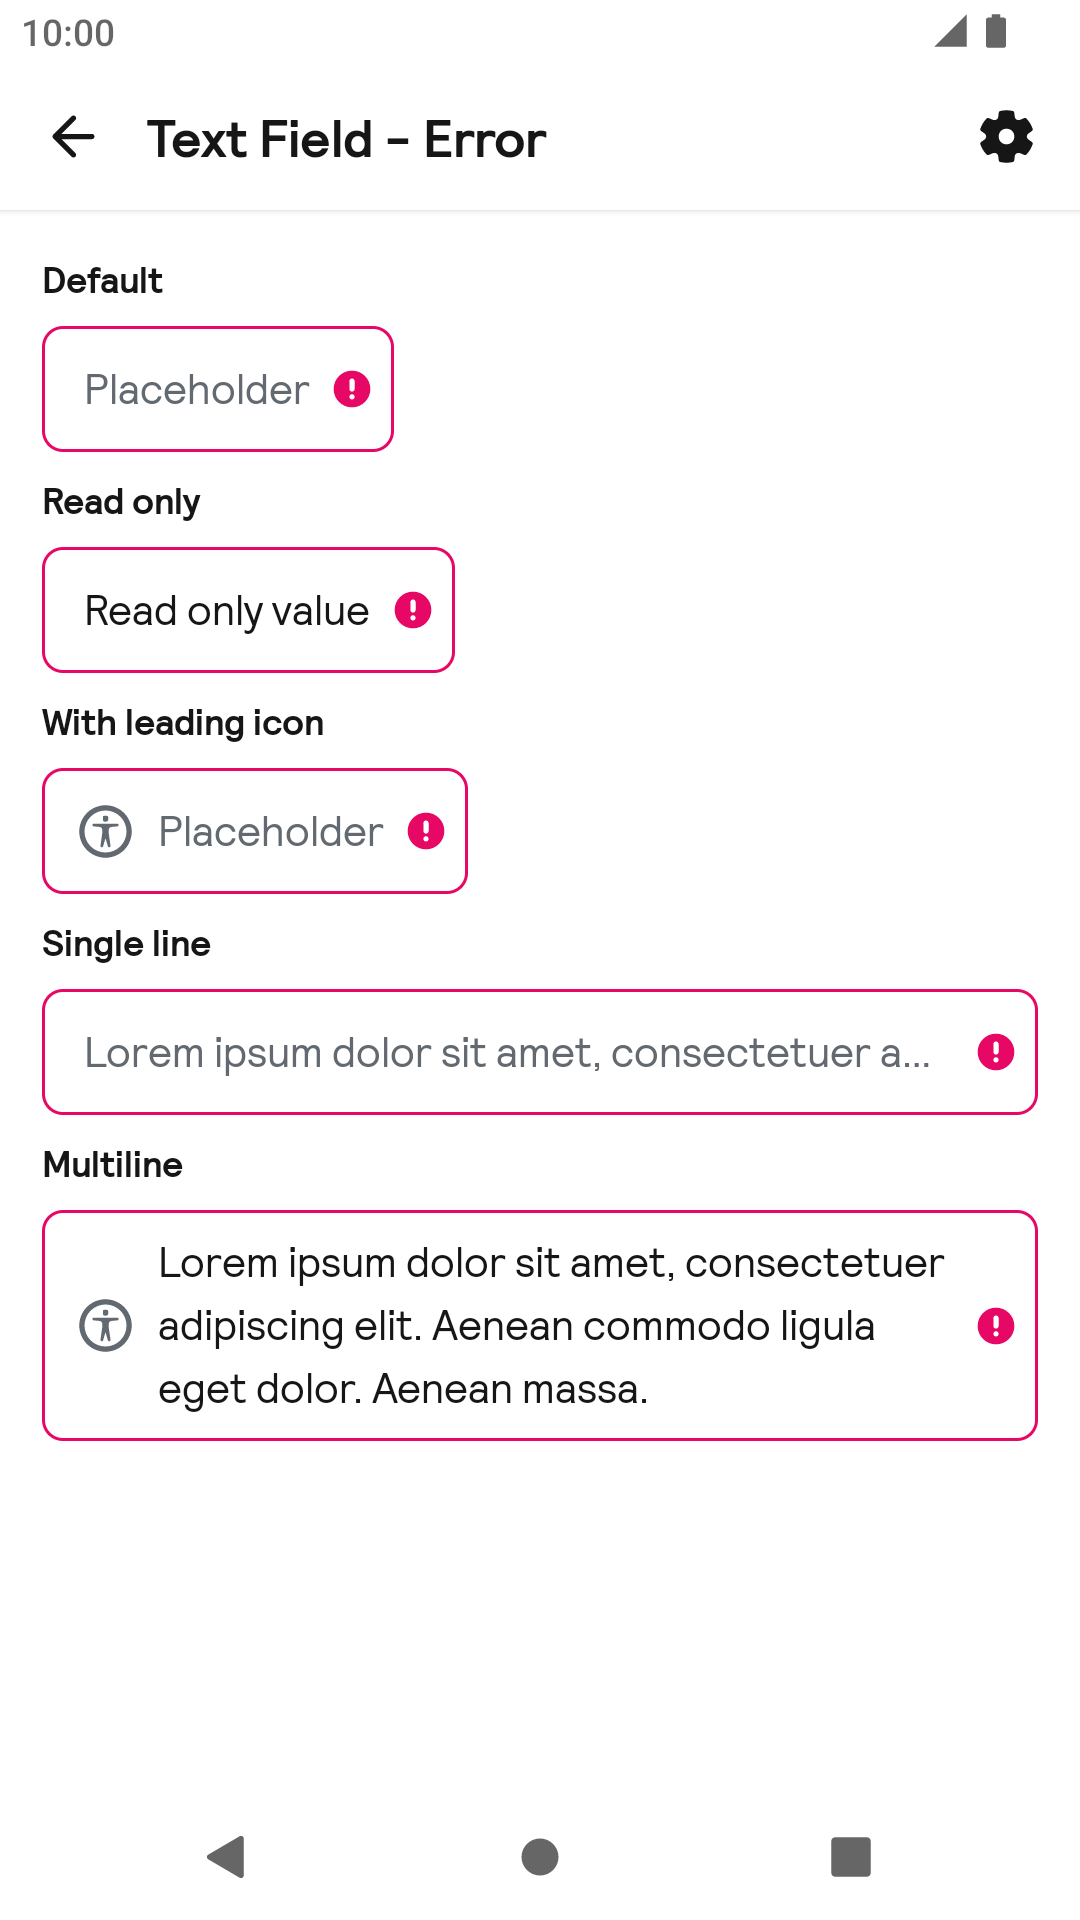 10:00
Text Field - Error
Default
Placeholder
Read only
Read only value
With leading icon
Placeholder
Single line
Lorem ipsum dolor sit amet, consectetuer a...
Multiline
Lorem ipsum dolor sit amet, consectetuer
adipiscing elit. Aenean commodo ligula
eget dolor. Aenean massa.